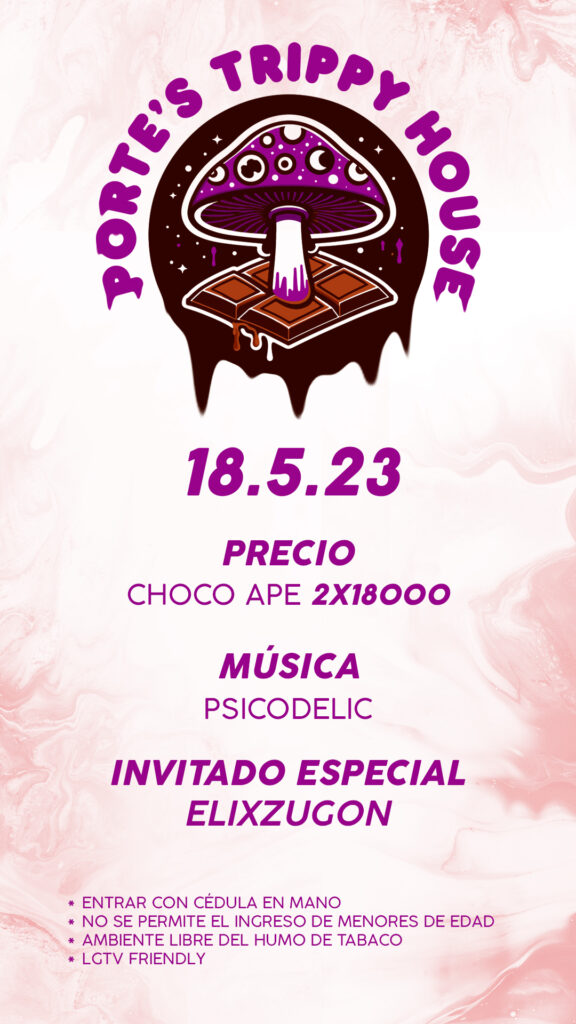 PORTE'S TRIPPY HOUSE
18.5.23
PRECIO
CHOCO APE 2X18000
MÚSICA
PSICODELIC
INVITADO ESPECIAL
ELIXZUGON
* ENTRAR CON CÉDULA EN MANO
* NO SE PERMITE EL INGRESO DE MENORES DE EDAD
* AMBIENTE LIBRE DEL HUMO DE TABACO
* LGTV FRIENDLY